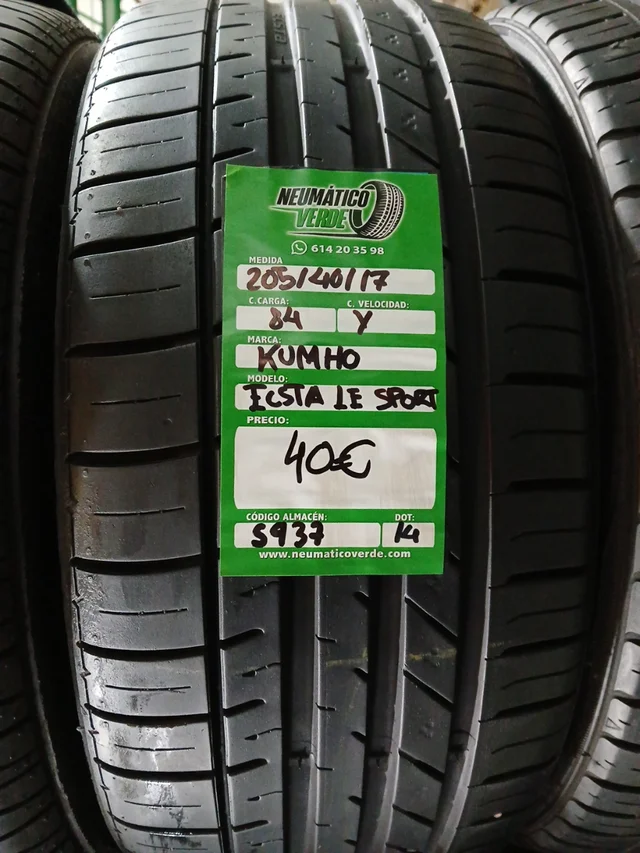 NEUMÁTICO
VERDE
614 20 35 98
MEDIDA
205/40/17
C.CARGA: C. VELOCIDAD:
84 Y
MARCA:
KUMHO
MODELO:
ECSTA LE SPORT
PRECIO:
40€
CÓDIGO ALMACÉN: DOT:
S937 14
www.neumaticoverde.com